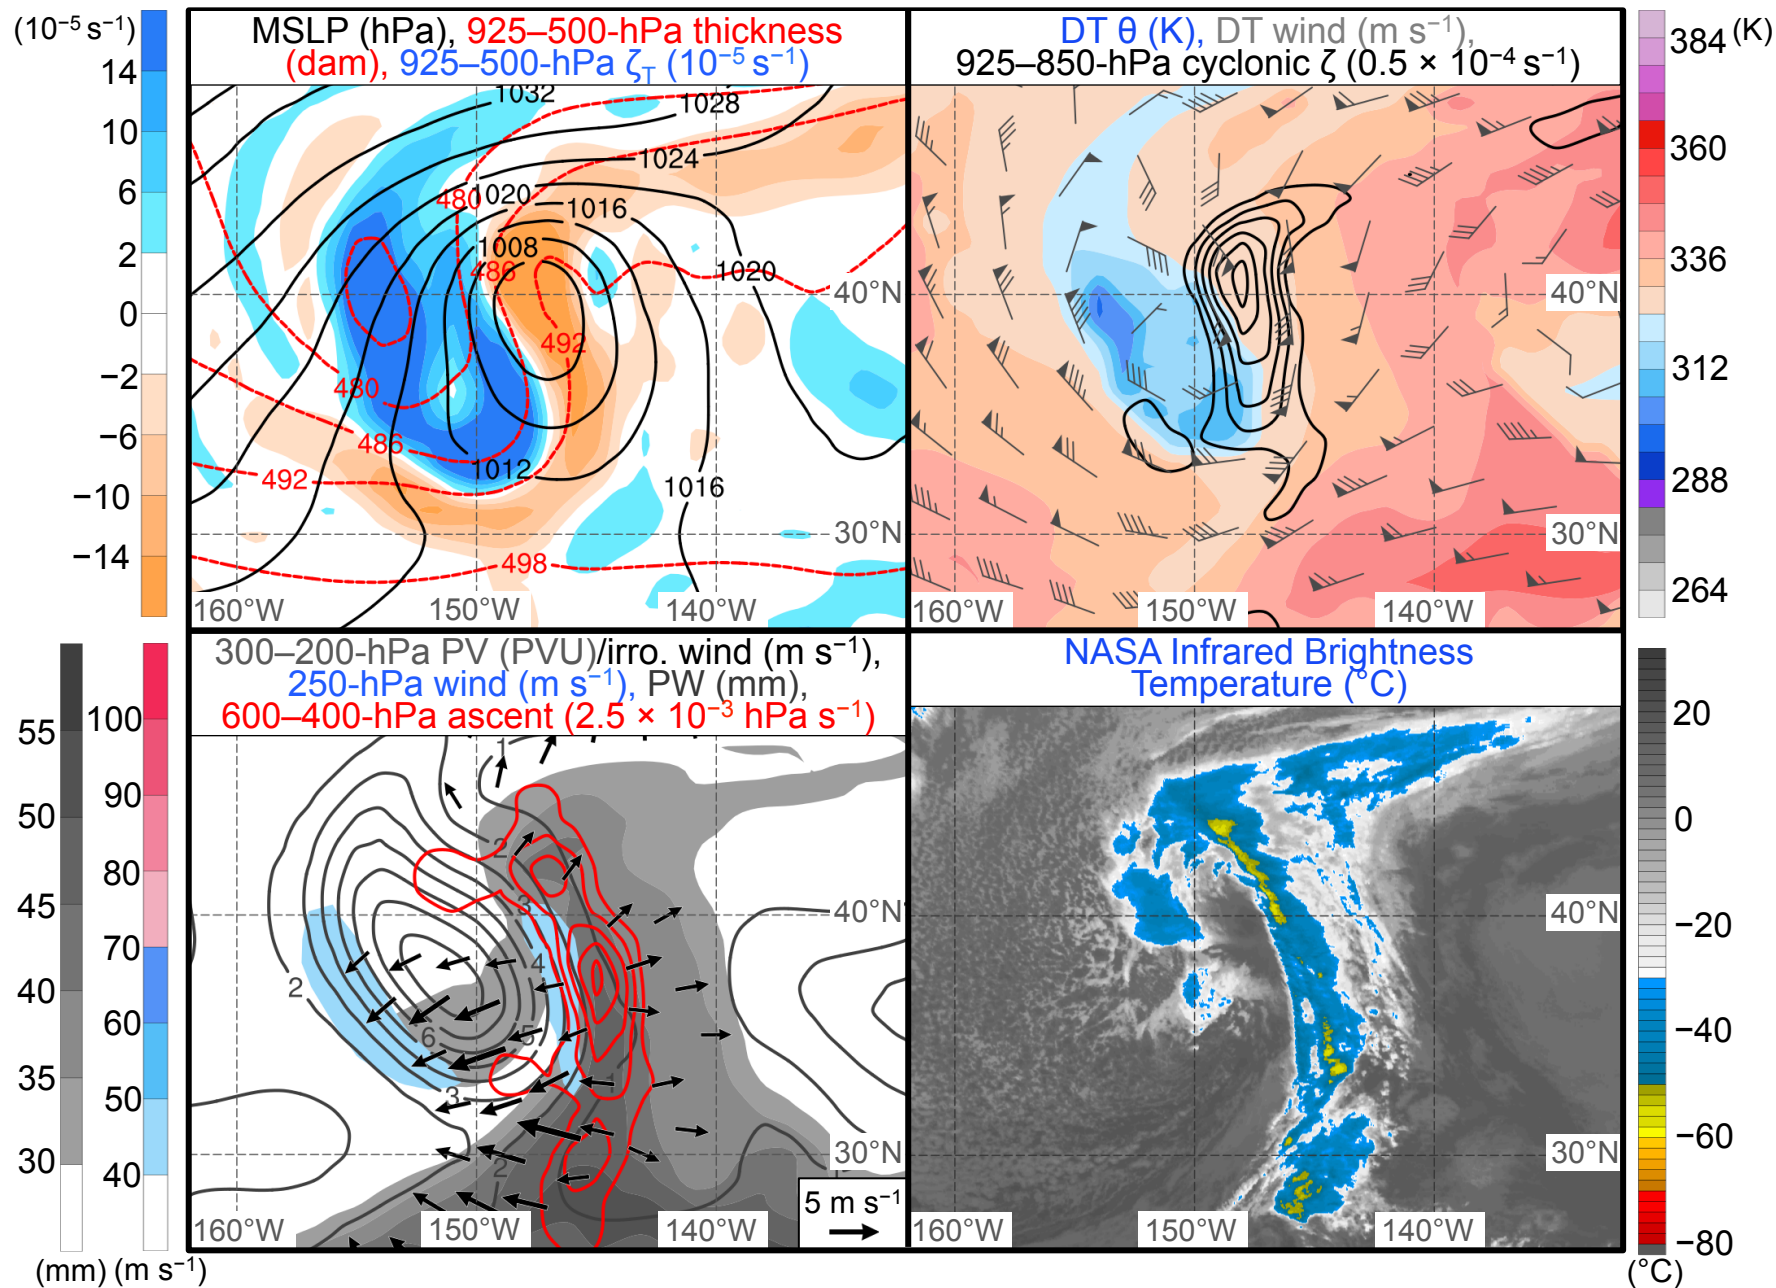 (10⁻⁵ s⁻¹)
14
10
6
2
0
−2
−6
−10
−14
MSLP (hPa), 925–500-hPa thickness
(dam), 925–500-hPa ζT (10⁻⁵ s⁻¹)
1032
1028
1024
480
1020
1016
1008
486
1020
40°N
492
480
486
1012
492
1016
30°N
498
160°W
150°W
140°W
DT θ (K), DT wind (m s⁻¹),
925–850-hPa cyclonic ζ (0.5 × 10⁻⁴ s⁻¹)
40°N
30°N
160°W
150°W
140°W
384 (K)
360
336
312
288
264
55
50
45
40
35
30
(mm)
100
90
80
70
60
50
40
(m s⁻¹)
300–200-hPa PV (PVU)/irro. wind (m s⁻¹),
250-hPa wind (m s⁻¹), PW (mm),
600–400-hPa ascent (2.5 × 10⁻³ hPa s⁻¹)
1
2
3
40°N
4
2
6
5
3
1
30°N
2
1
5 m s⁻¹
160°W
150°W
140°W
NASA Infrared Brightness
Temperature (°C)
40°N
30°N
160°W
150°W
140°W
20
0
−20
−40
−60
−80
(°C)